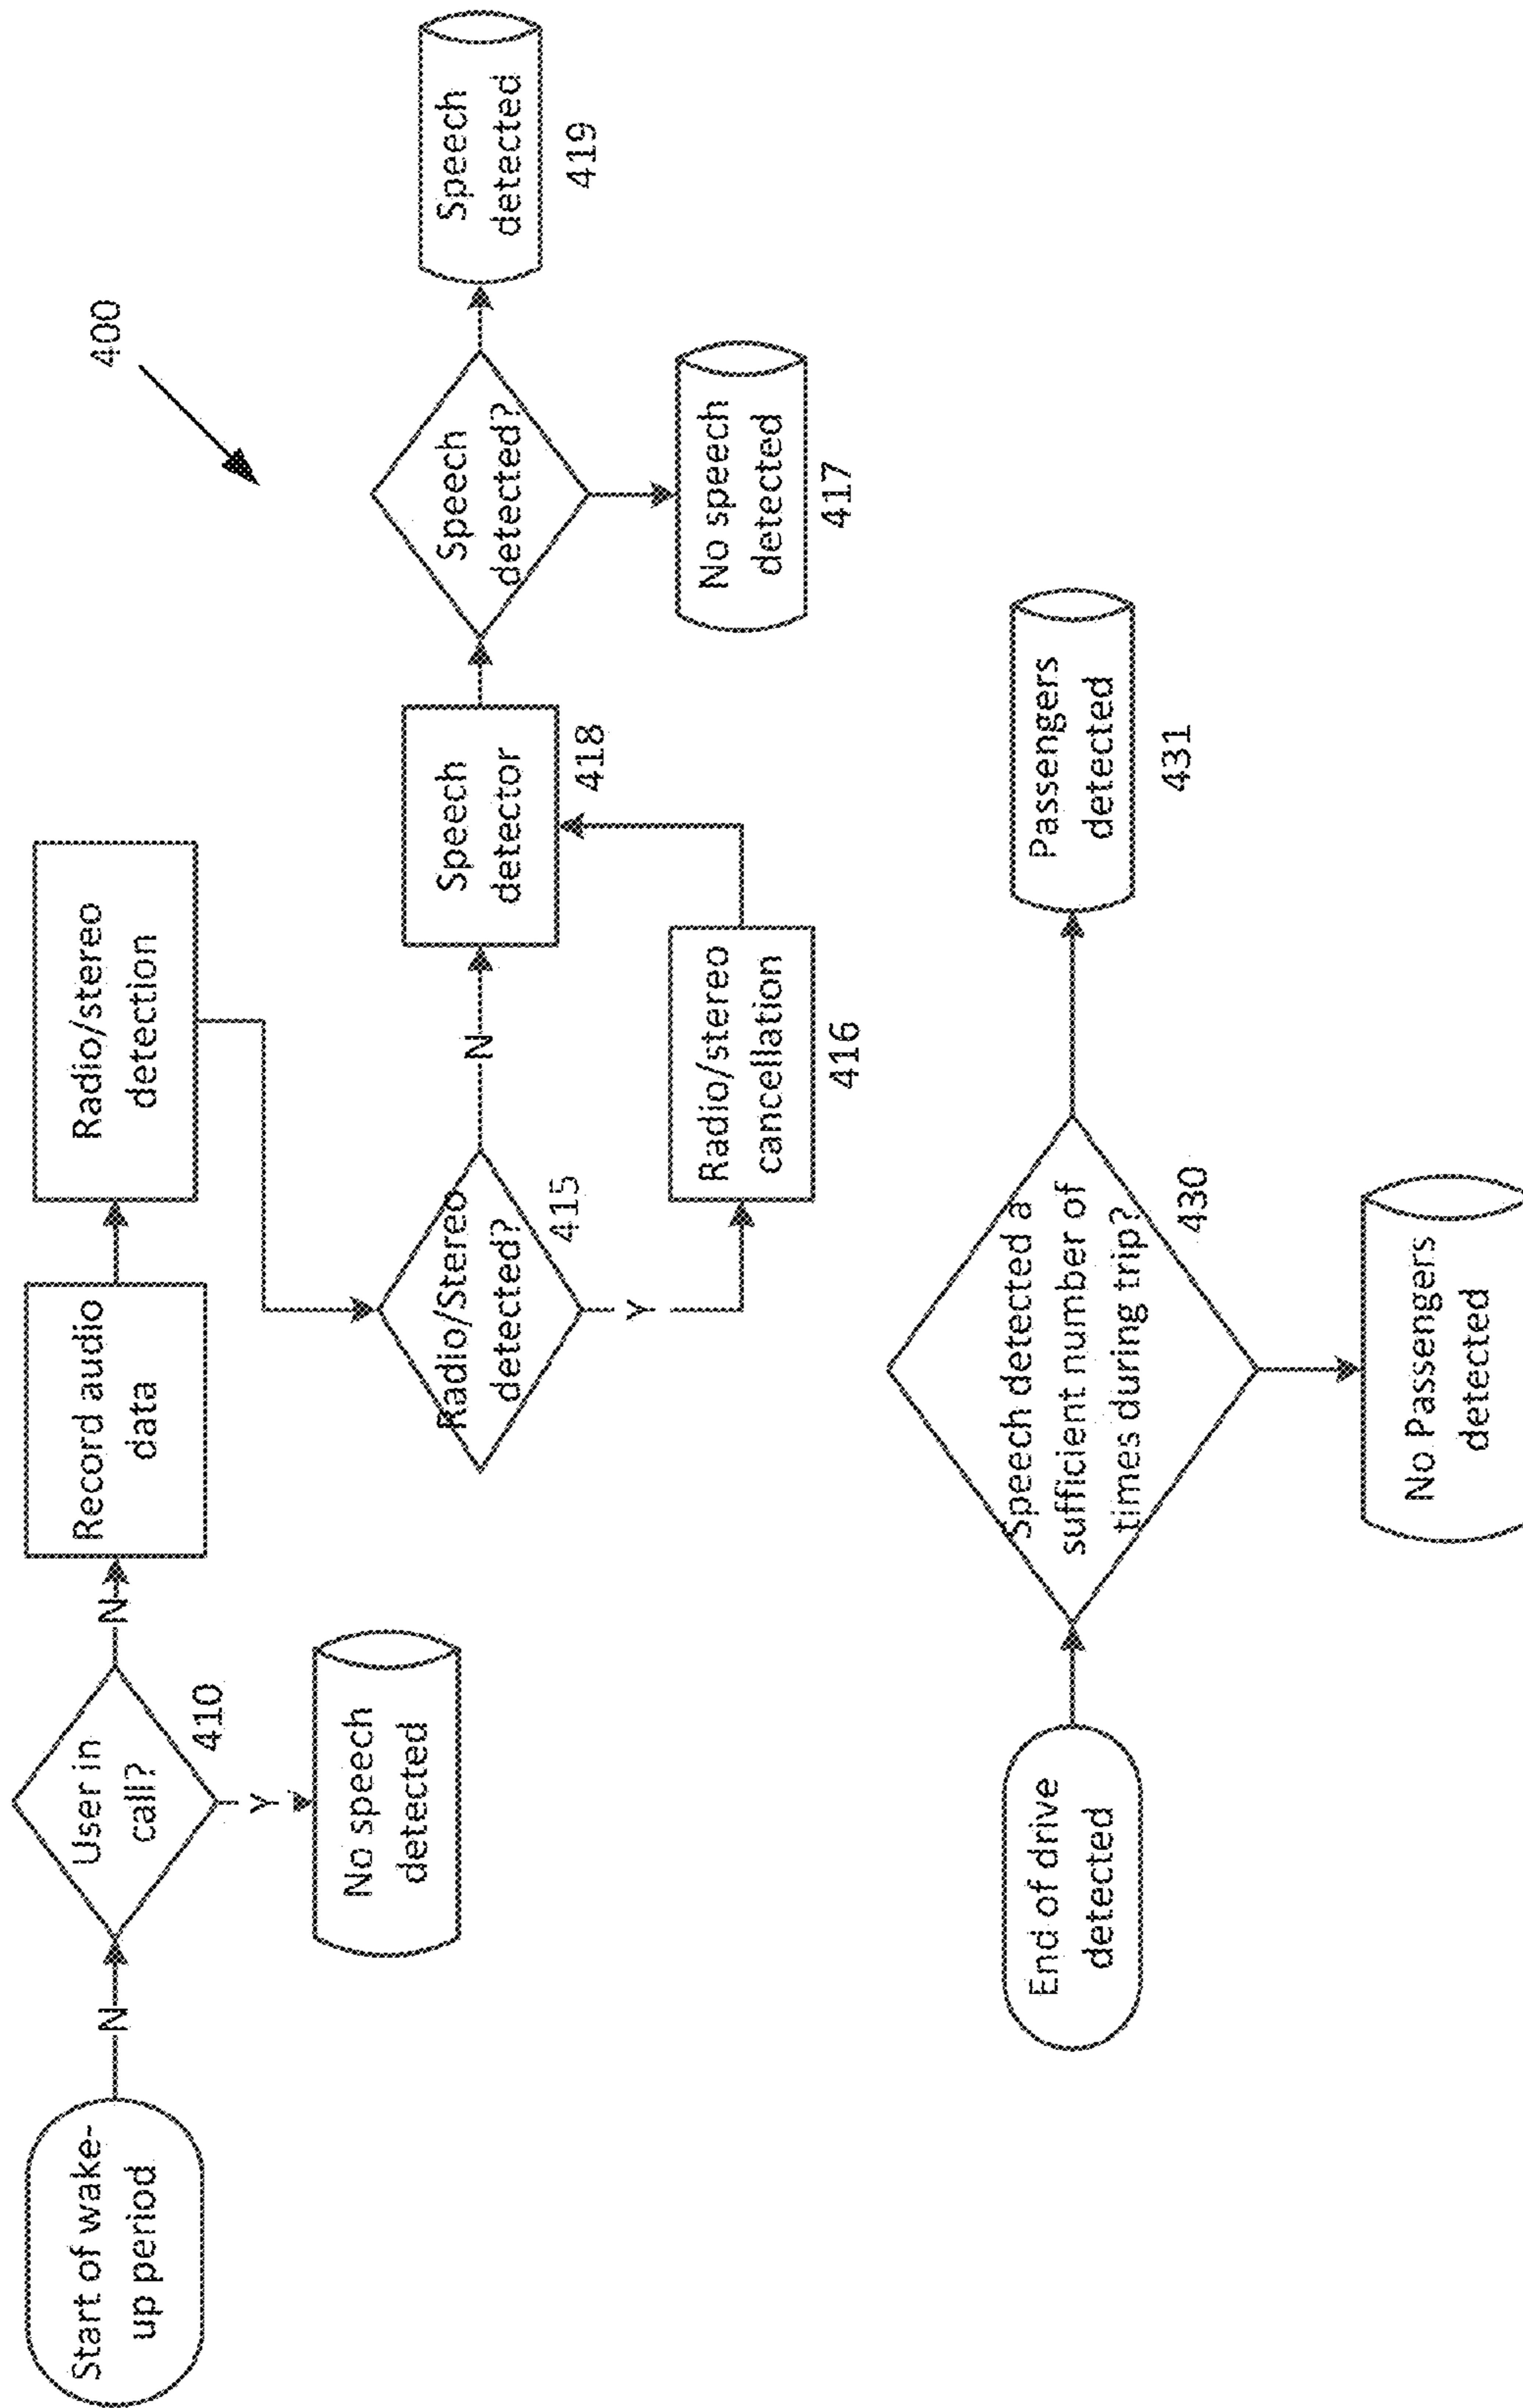 400
Start of wake-
up period
N
User in
call?
410
N
Y
No speech
detected
Record audio
data
Radio/stereo
detection
Radio/Stereo
detected?
415
N
Y
Radio/stereo
cancellation
416
Speech
detector
418
Speech
detected?
No speech
detected
417
Speech
detected
419
End of drive
detected
Speech detected a
sufficient number of
times during trip?
430
No Passengers
detected
Passengers
detected
431